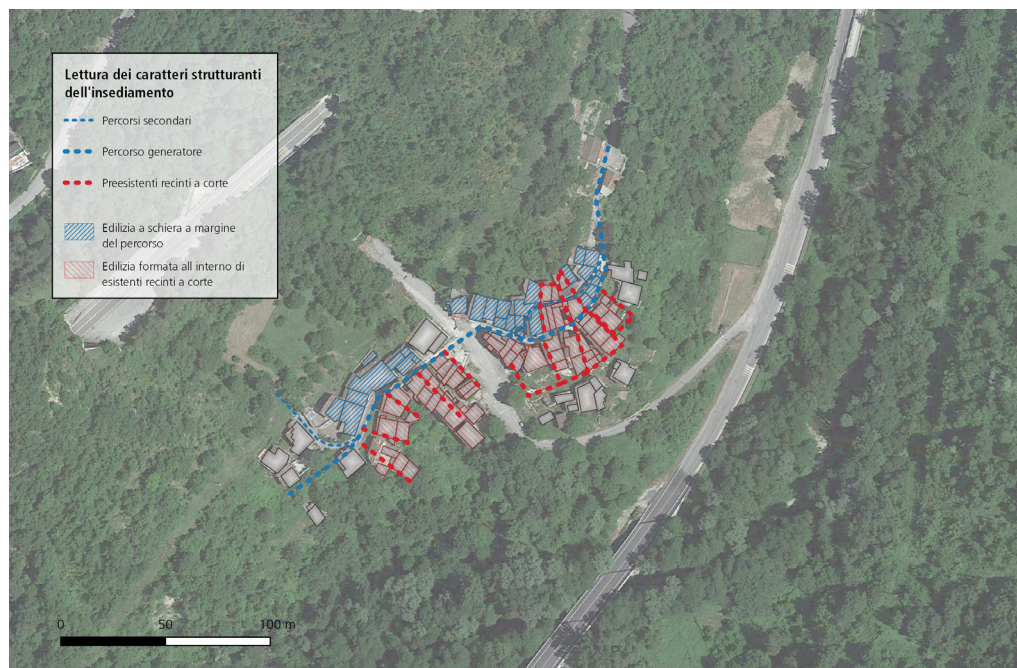 Lettura dei caratteri strutturanti
dell'insediamento
Percorsi secondari
Percorso generatore
Preesistenti recinti a corte
Edilizia a schiera a margine
del percorso
Edilizia formata all interno di
esistenti recinti a corte
0 50 100 m